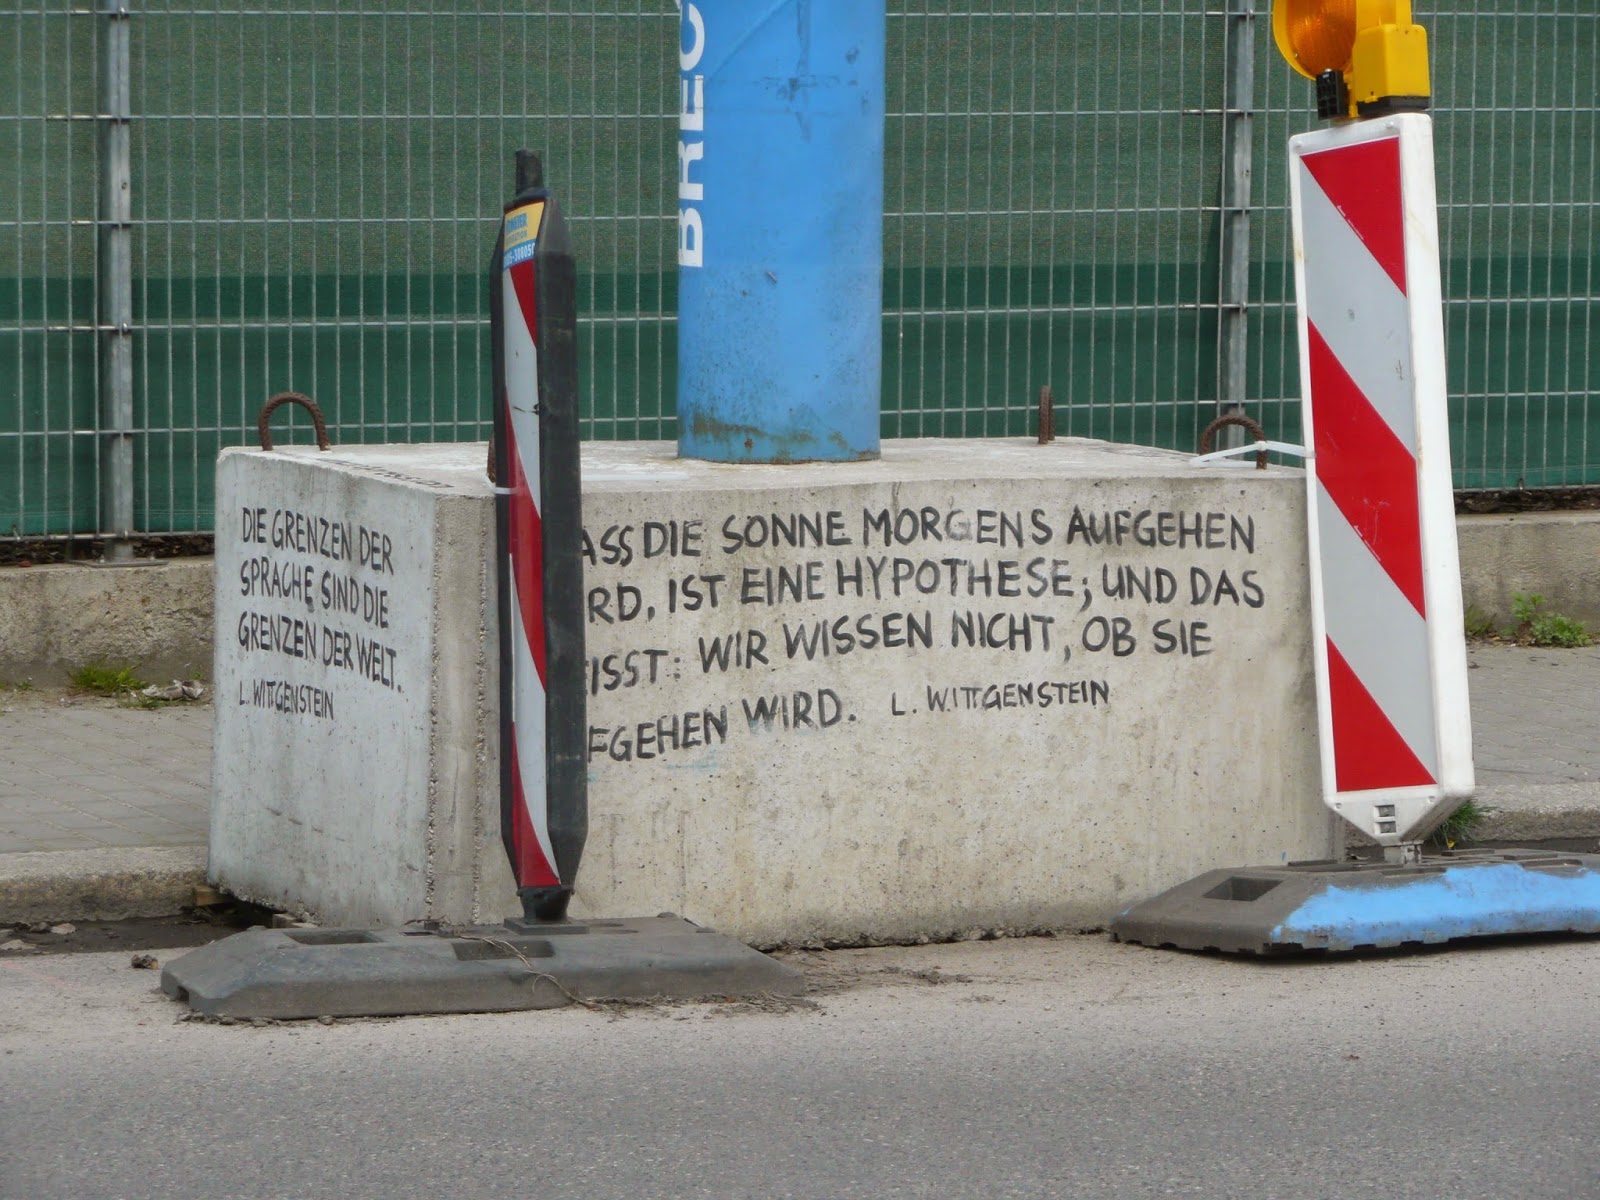 BREC
DIE GRENZEN DER
SPRACHE SIND DIE
GRENZEN DER WELT.
L. WITTGENSTEIN
ASS DIE SONNE MORGENS AUFGEHEN
RD, IST EINE HYPOTHESE; UND DAS
ISST: WIR WISSEN NICHT, OB SIE
FGEHEN WIRD. L. WITTGENSTEIN